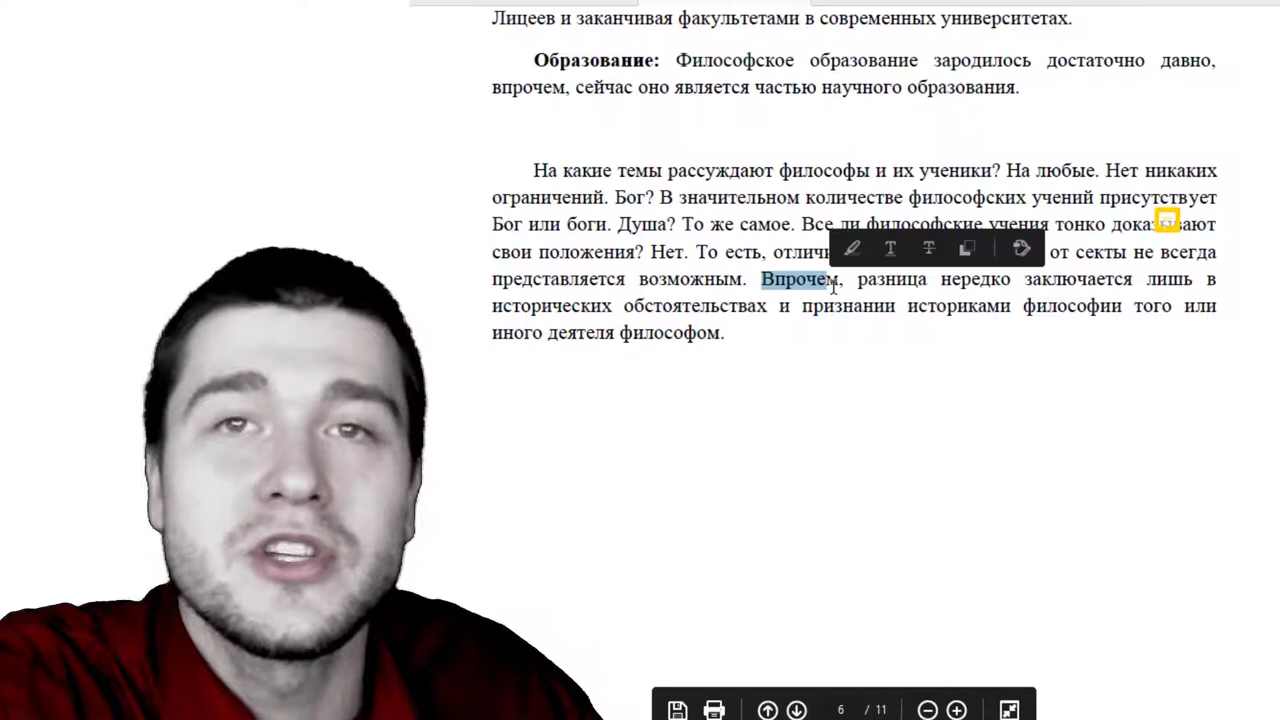 Лицеев и заканчивая факультетами в современных университетах.
Образование: Философское образование зародилось достаточно давно,
впрочем, сейчас оно является частью научного образования.
На какие темы рассуждают философы и их ученики? На любые. Нет никаких
ограничений. Бог? В значительном количестве философских учений присутствует
Бог или боги. Душа? То же самое. Все ли философские учения тонко доказывают
свои положения? Нет. То есть, от секты не всегда
представляется возможным. Впрочем, разница нередко заключается лишь в
исторических обстоятельствах и признании историками философии того или
иного деятеля философом.
6 / 11